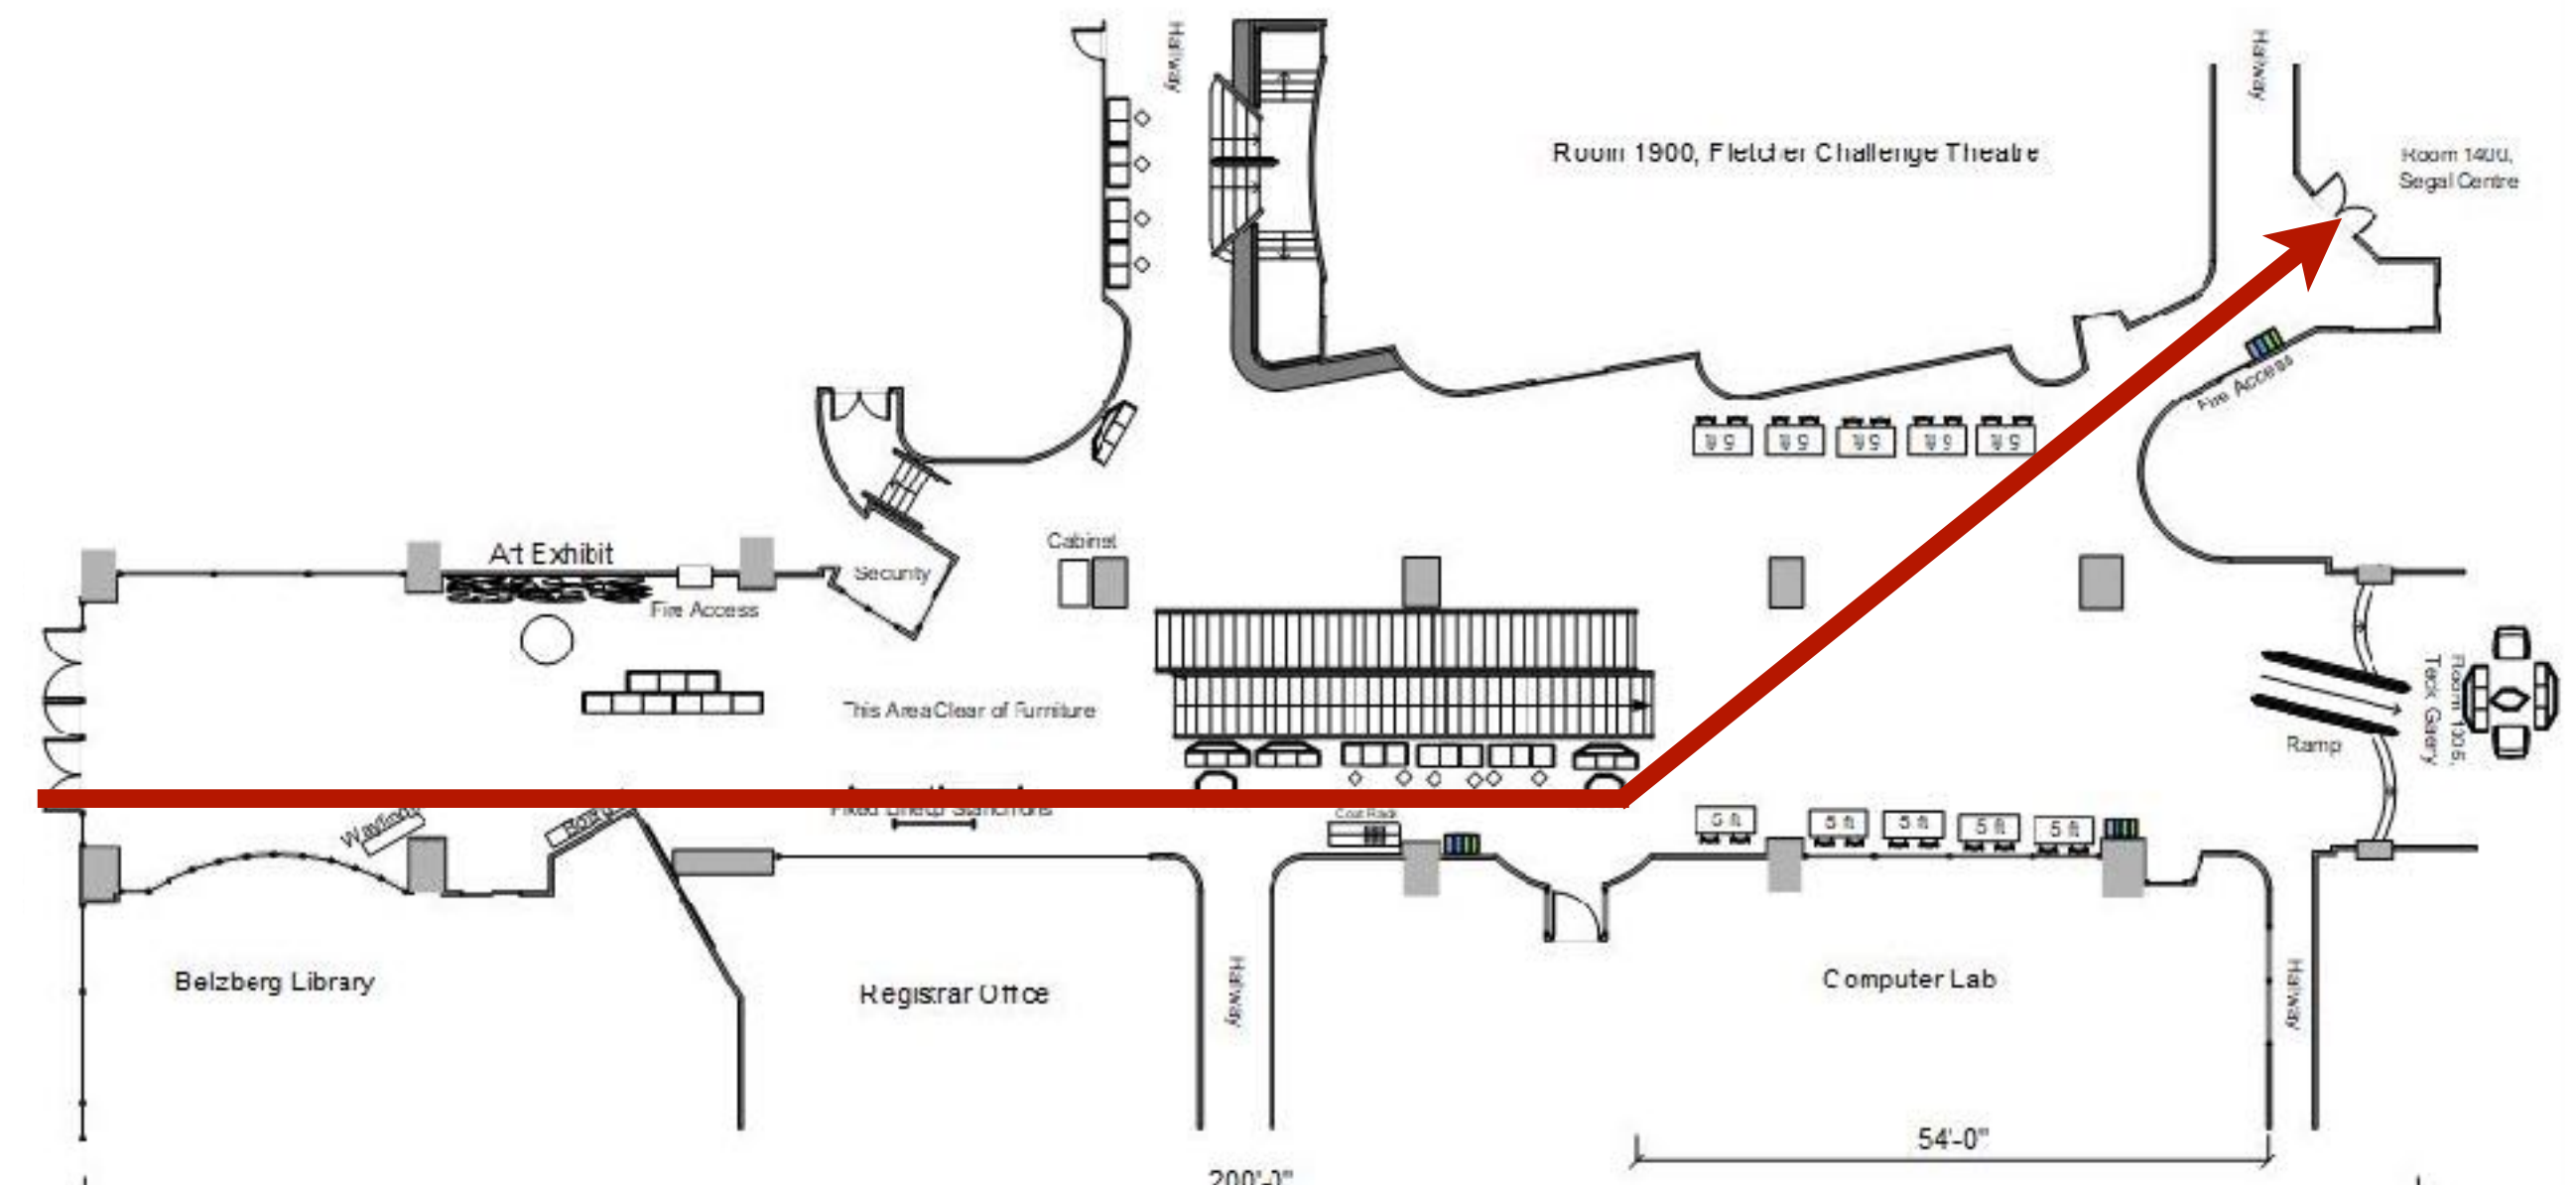 Hallway
Hallway
Room 1900, Fletcher Challenge Theatre
Room 1400,
Segal Centre
Fire Access
5 ft
5 ft
5 ft
5 ft
5 ft
Cabinet
Art Exhibit
Security
Fire Access
This Area Clear of Furniture
Room 1305,
Teck Gallery
Ramp
Fixed Lineup Stanchions
Coat Rack
5 ft
5 ft
5 ft
5 ft
5 ft
Belzberg Library
Registrar Office
Hallway
Computer Lab
Hallway
54'-0"
200'-0"